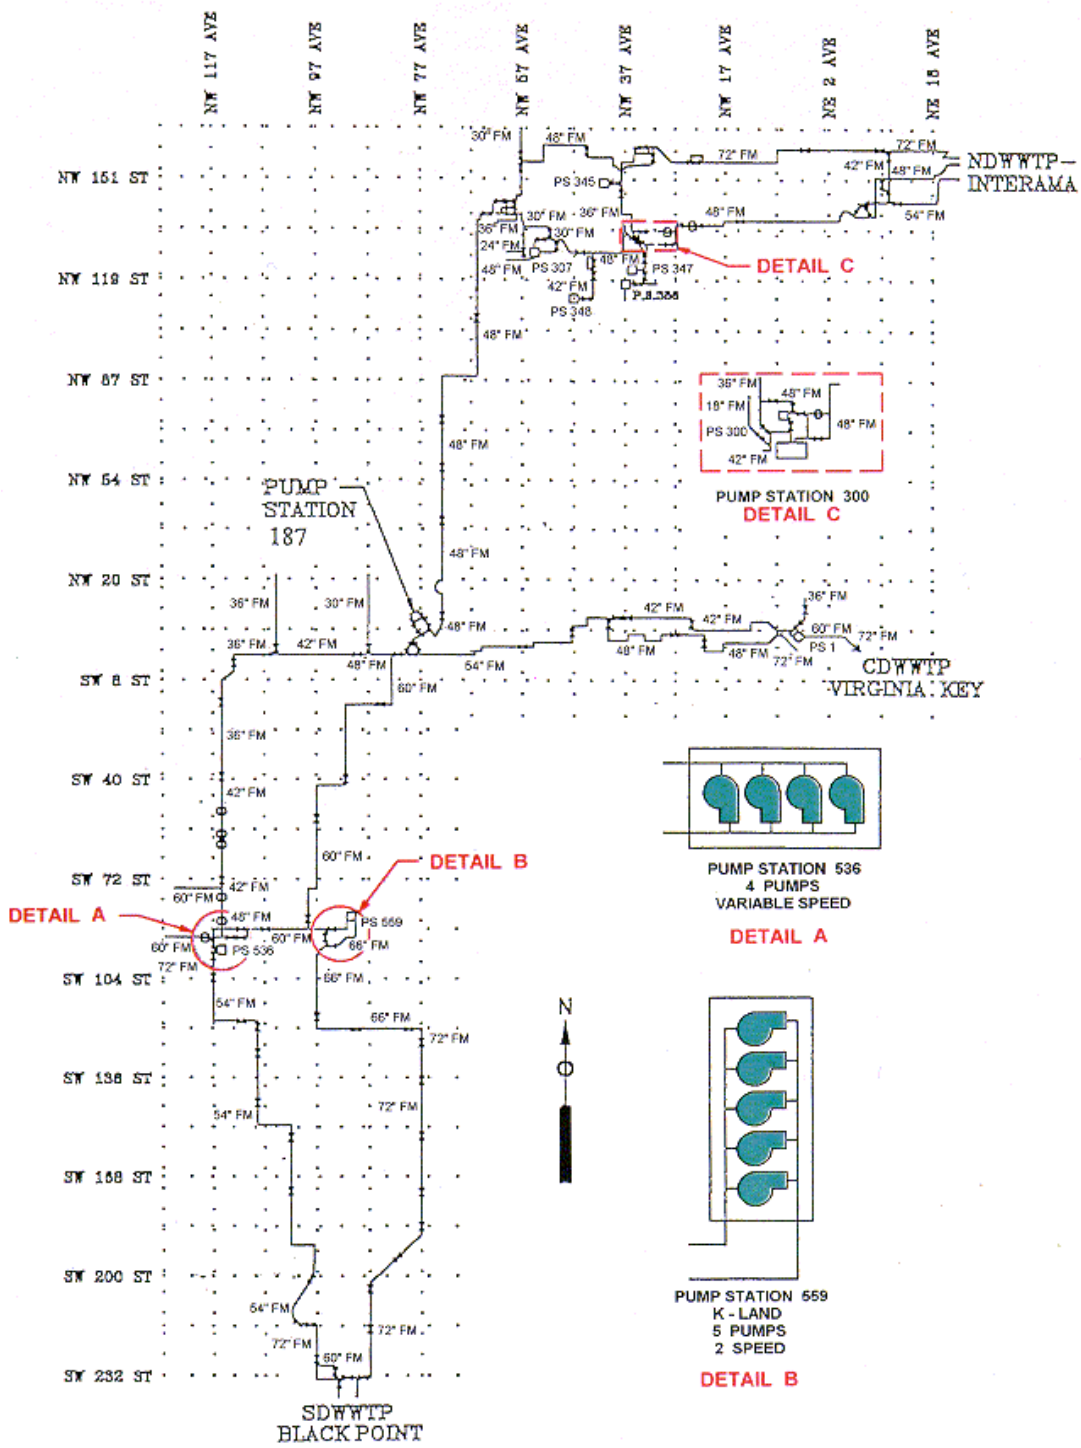 NW 117 AVE
NW 97 AVE
NW 77 AVE
NW 57 AVE
NW 37 AVE
NW 17 AVE
NE 2 AVE
NE 16 AVE
30" FM
48" FM
72" FM
72" FM
42" FM
48" FM
NDWWTP-
INTERAMA
NW 151 ST
PS 345
54" FM
36" FM
48" FM
30" FM
36" FM
30" FM
24" FM
48" FM
PS 307
48" FM
PS 347
DETAIL C
NW 119 ST
42" FM
PS 348
48" FM
NW 87 ST
36" FM
48" FM
18" FM
48" FM
PS 300
42" FM
48" FM
NW 54 ST
PUMP
STATION
187
PUMP STATION 300
DETAIL C
48" FM
NW 20 ST
36" FM
30" FM
48" FM
36" FM
42" FM
42" FM
42" FM
36" FM
60" FM
72" FM
PS 1
48" FM
54" FM
48" FM
48" FM
72" FM
CDWWTP
VIRGINIA KEY
SW 8 ST
60" FM
36" FM
SW 40 ST
42" FM
60" FM
DETAIL B
SW 72 ST
60" FM
42" FM
PUMP STATION 536
4 PUMPS
VARIABLE SPEED
DETAIL A
DETAIL A
48" FM
PS 559
60" FM
60" FM
PS 536
66" FM
72" FM
SW 104 ST
66" FM
54" FM
66" FM
72" FM
N
SW 136 ST
72" FM
54" FM
SW 168 ST
SW 200 ST
54" FM
72" FM
72" FM
60" FM
SW 232 ST
PUMP STATION 559
K - LAND
5 PUMPS
2 SPEED
DETAIL B
SDWWTP
BLACK POINT